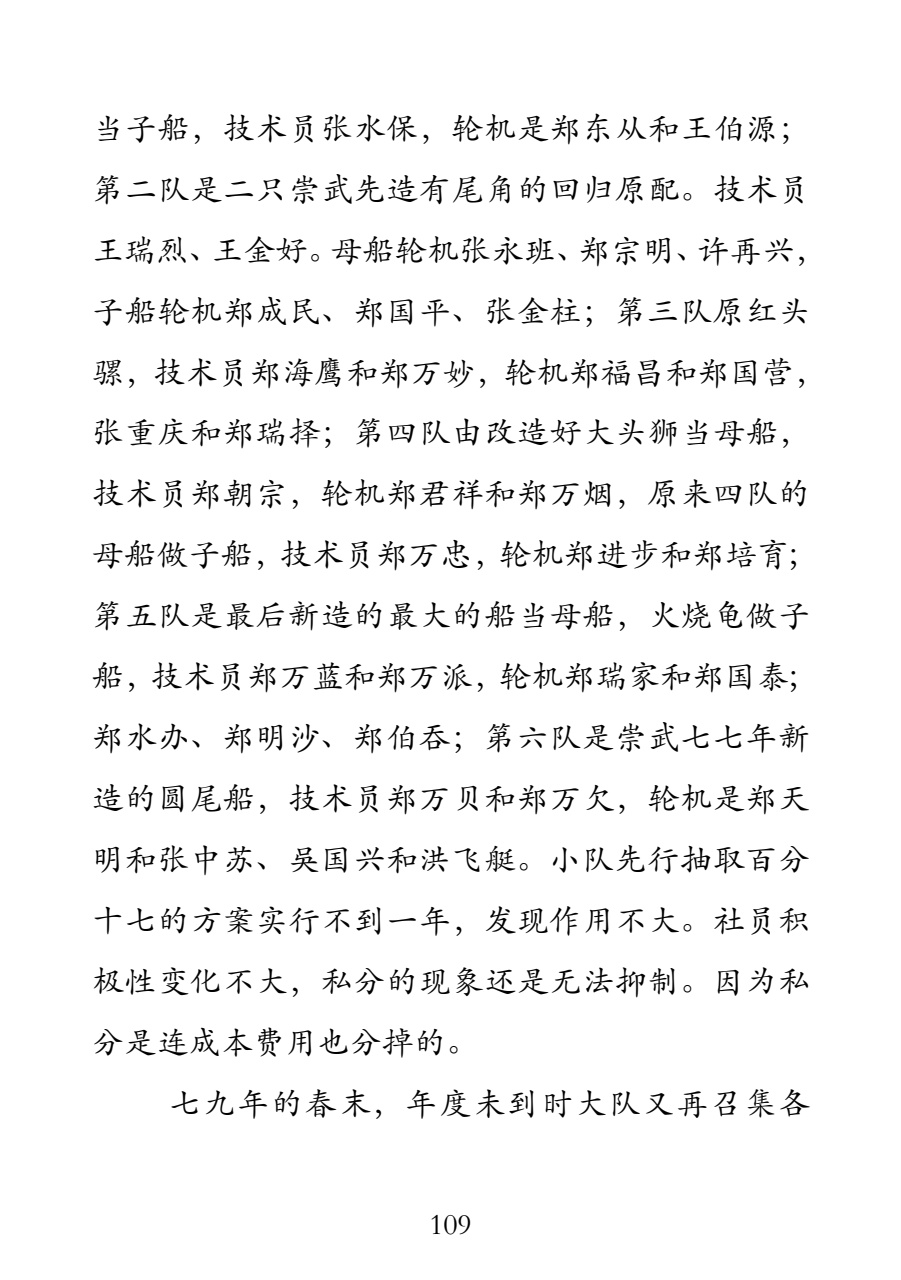 当子船，技术员张水保，轮机是郑东从和王伯源；
第二队是二只崇武先造有尾角的回归原配。技术员
王瑞烈、王金好。母船轮机张永班、郑宗明、许再兴，
子船轮机郑成民、郑国平、张金柱；第三队原红头
骡，技术员郑海鹰和郑万妙，轮机郑福昌和郑国营，
张重庆和郑瑞择；第四队由改造好大头狮当母船，
技术员郑朝宗，轮机郑君祥和郑万烟，原来四队的
母船做子船，技术员郑万忠，轮机郑进步和郑培育；
第五队是最后新造的最大的船当母船，火烧龟做子
船，技术员郑万蓝和郑万派，轮机郑瑞家和郑国泰；
郑水办、郑明沙、郑伯吞；第六队是崇武七七年新
造的圆尾船，技术员郑万贝和郑万欠，轮机是郑天
明和张中苏、吴国兴和洪飞艇。小队先行抽取百分
十七的方案实行不到一年，发现作用不大。社员积
极性变化不大，私分的现象还是无法抑制。因为私
分是连成本费用也分掉的。
七九年的春末，年度未到时大队又再召集各
109